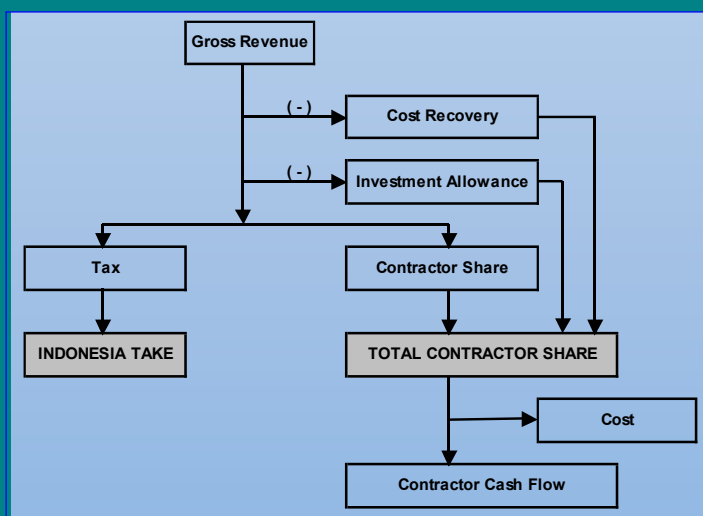 Gross Revenue
( - )
Cost Recovery
( - )
Investment Allowance
Tax
Contractor Share
INDONESIA TAKE
TOTAL CONTRACTOR SHARE
Cost
Contractor Cash Flow